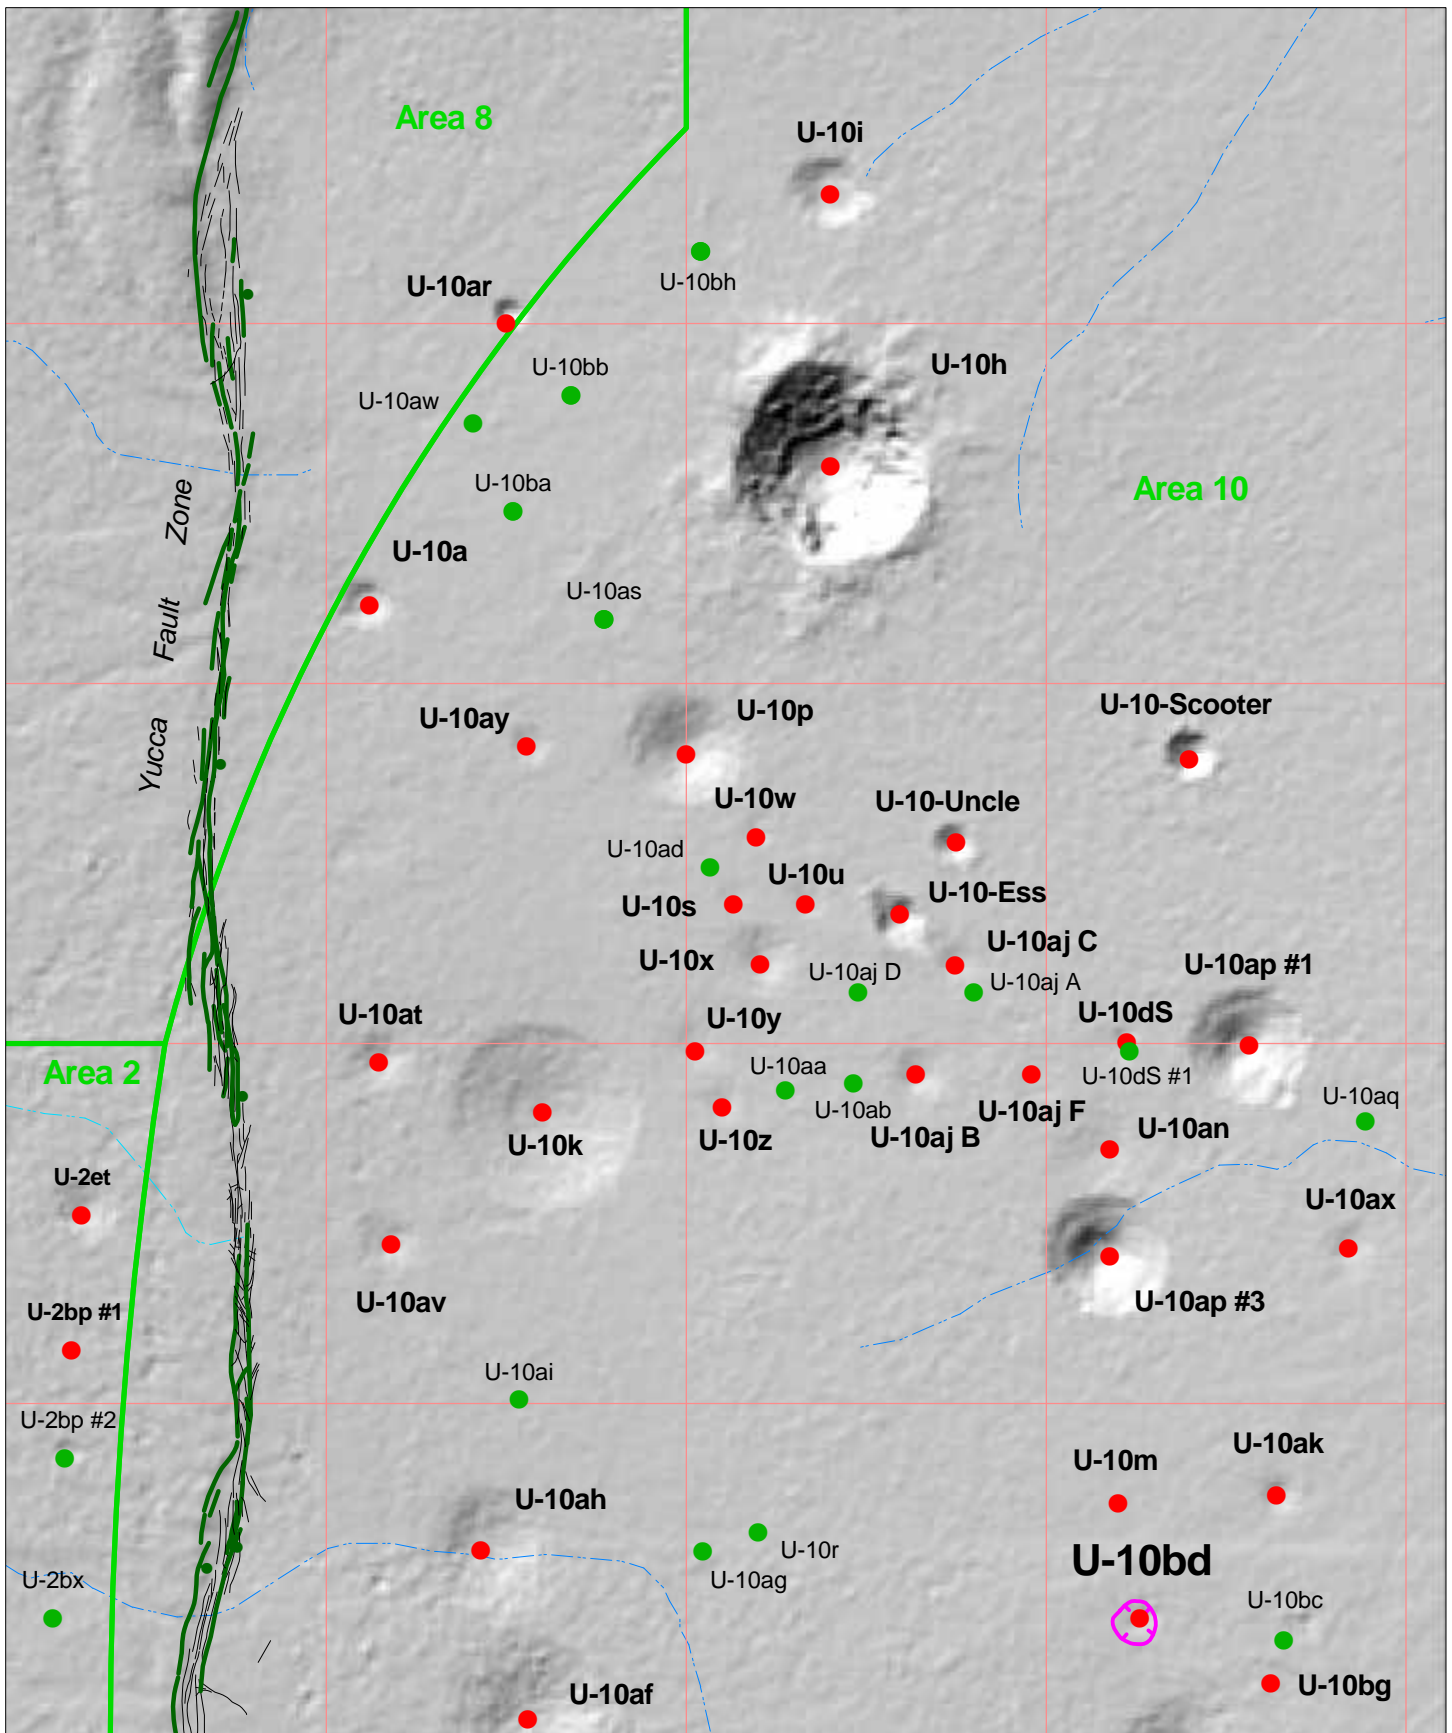 Area 8
U-10i
U-10bh
U-10ar
U-10h
U-10bb
U-10aw
Zone
U-10ba
Area 10
U-10a
U-10as
Fault
U-10ay
U-10p
U-10-Scooter
Yucca
U-10w
U-10-Uncle
U-10ad
U-10u
U-10-Ess
U-10s
U-10aj C
U-10x
U-10aj D
U-10aj A
U-10ap #1
U-10at
U-10y
U-10dS
Area 2
U-10aa
U-10dS #1
U-10ab
U-10aq
U-10k
U-10z
U-10aj B
U-10aj F
U-10an
U-2et
U-10ax
U-10av
U-10ap #3
U-2bp #1
U-10ai
U-2bp #2
U-10m
U-10ak
U-10ah
U-10r
U-10bd
U-10ag
U-2bx
U-10bc
U-10af
U-10bg